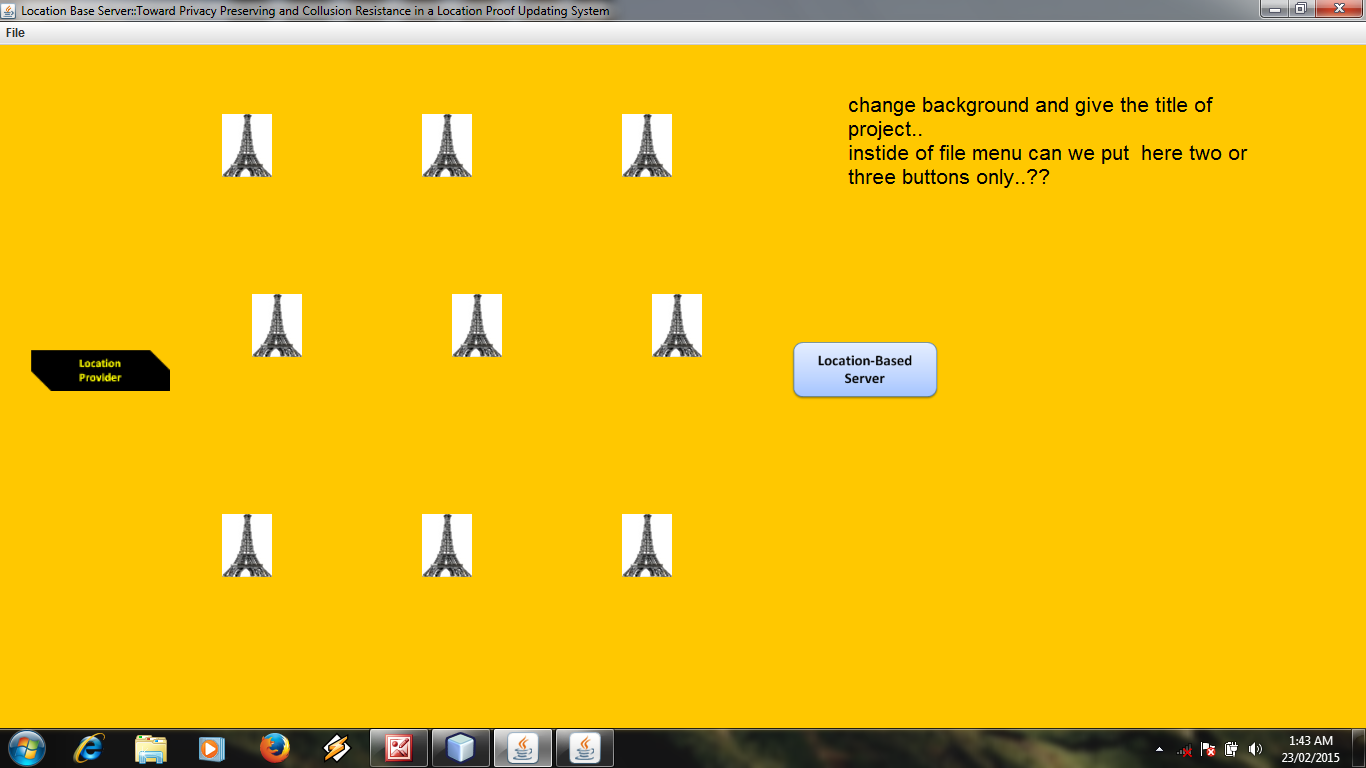 Location Base Server::Toward Privacy Preserving and Collusion Resistance in a Location Proof Updating System
File
change background and give the title of
project..
instide of file menu can we put  here two or
three buttons only..??
Location
Provider
Location-Based
Server
1:43 AM
23/02/2015